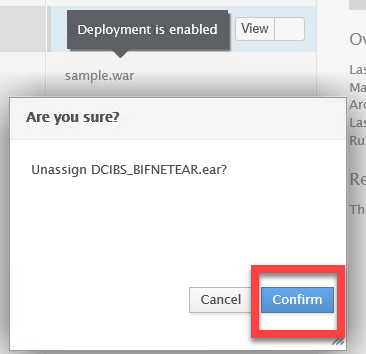 Deployment is enabled
View
sample.war
Ov
Las
Ma
Arc
Las
Ru
Re
The
Are you sure?
Unassign DCIBS_BIFNETEAR.ear?
Cancel
Confirm